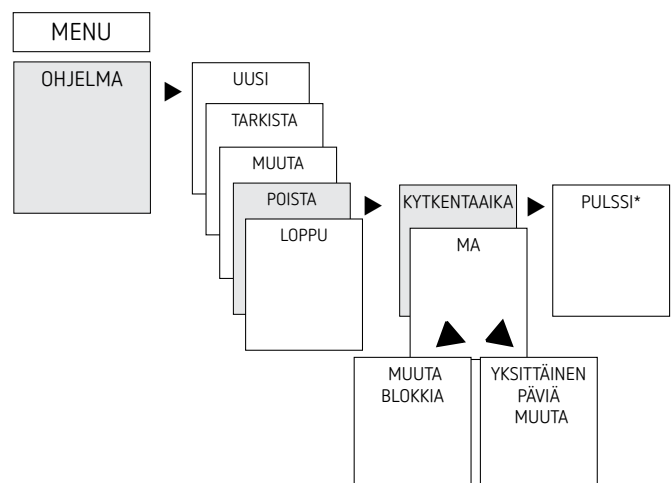 MENU
OHJELMA
UUSI
TARKISTA
MUUTA
POISTA
LOPPU
KYTKENTAAIKA
MA
PULSSI*
MUUTA
BLOKKIA
YKSITTÄINEN
PÄIVIÄ
MUUTA